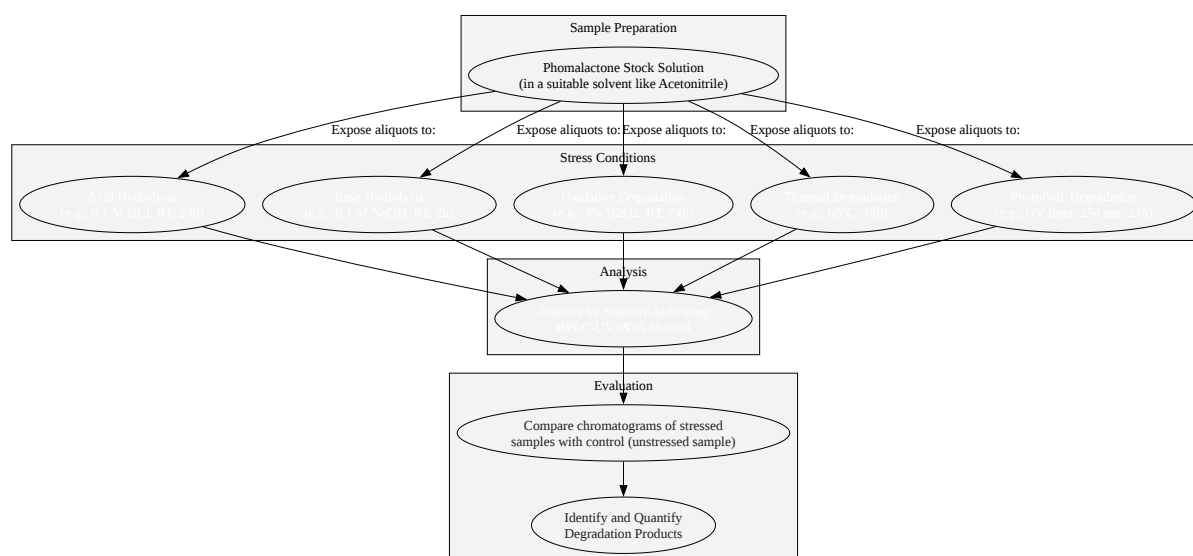 Sample Preparation
Phomalactone Stock Solution
(in a suitable solvent like Acetonitrile)
Expose aliquots to: Expose aliquots to: Expose aliquots to: Expose aliquots to: Expose aliquots to:
Stress Conditions
Acid Hydrolysis
(e.g., 0.1 M HCl, RT, 24h)
Base Hydrolysis
(e.g., 0.1 M NaOH, RT, 2h)
Oxidative Degradation
(e.g., 3% H2O2, RT, 24h)
Thermal Degradation
(e.g., 60°C, 48h)
Photolytic Degradation
(e.g., UV light, 254 nm, 24h)
Analysis
Analyze by Stability-Indicating
HPLC-UV/PDA Method
Evaluation
Compare chromatograms of stressed
samples with control (unstressed sample)
Identify and Quantify
Degradation Products